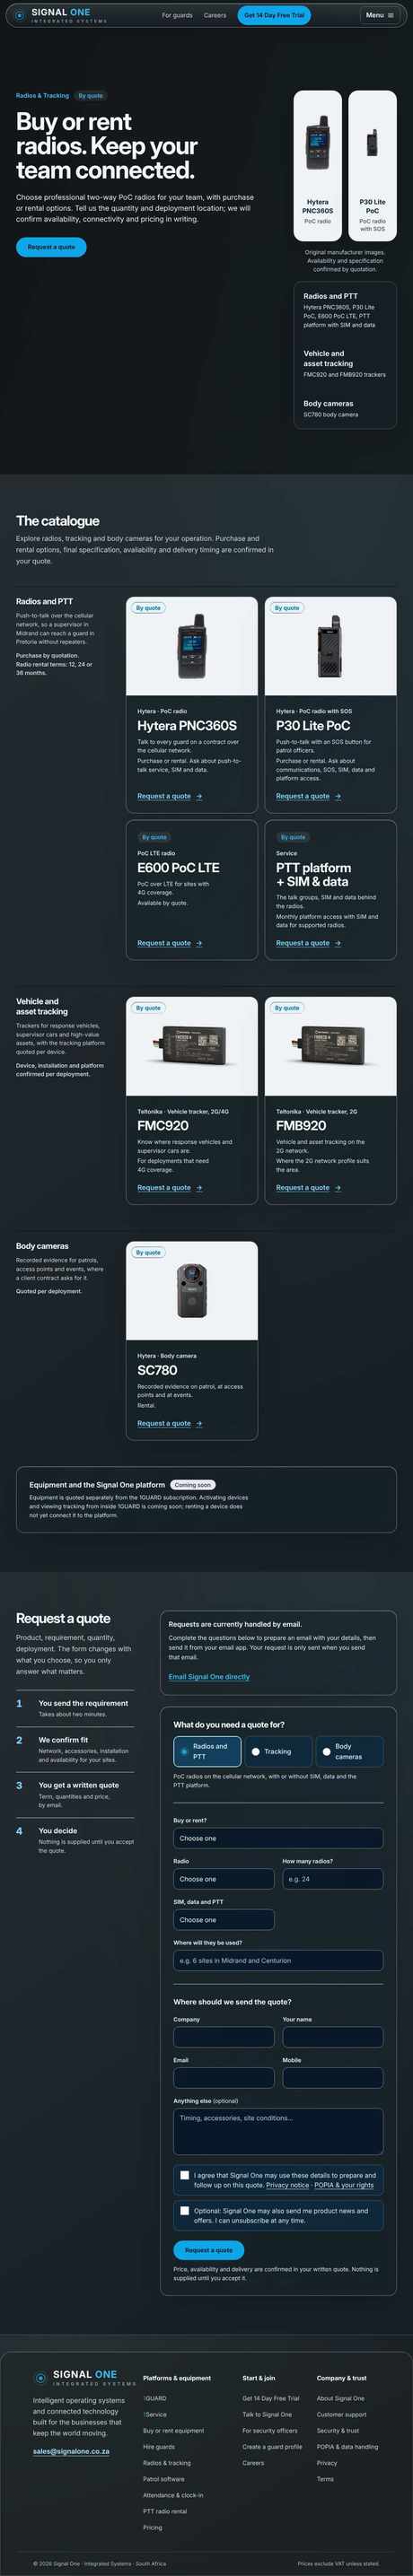 SIGNAL ONE
INTEGRATED SYSTEMS
For guards
Careers
Get 14 Day Free Trial
Menu
Radios & Tracking
By quote
Buy or rent
radios. Keep your
team connected.
Choose professional two-way PoC radios for your team, with purchase
or rental options. Tell us the quantity and deployment location; we will
confirm availability, connectivity and pricing in writing.
Request a quote
Hytera
PNC360S
PoC radio
P30 Lite
PoC
PoC radio
with SOS
Original manufacturer images.
Availability and specification
confirmed by quotation.
Radios and PTT
Hytera PNC360S, P30 Lite
PoC, E600 PoC LTE, PTT
platform with SIM and data
Vehicle and
asset tracking
FMC920 and FMB920 trackers
Body cameras
SC780 body camera
The catalogue
Explore radios, tracking and body cameras for your operation. Purchase and
rental options, final specification, availability and delivery timing are confirmed in
your quote.
Radios and PTT
Push-to-talk over the cellular
network, so a supervisor in
Midrand can reach a guard in
Pretoria without repeaters.
Purchase by quotation.
Radio rental terms: 12, 24 or
36 months.
By quote
Hytera · PoC radio
Hytera PNC360S
Talk to every guard on a contract over
the cellular network.
Purchase or rental. Ask about push-to-
talk service, SIM and data.
Request a quote →
By quote
Hytera · PoC radio with SOS
P30 Lite PoC
Push-to-talk with an SOS button for
patrol officers.
Purchase or rental. Ask about
communications, SOS, SIM, data and
platform access.
Request a quote →
By quote
PoC LTE radio
E600 PoC LTE
PoC over LTE for sites with
4G coverage.
Available by quote.
Request a quote →
By quote
Service
PTT platform
+ SIM & data
The talk groups, SIM and data behind
the radios.
Monthly platform access with SIM and
data for supported radios.
Request a quote →
Vehicle and
asset tracking
Trackers for response vehicles,
supervisor cars and high-value
assets, with the tracking platform
quoted per device.
Device, installation and platform
confirmed per deployment.
By quote
Teltonika · Vehicle tracker, 2G/4G
FMC920
Know where response vehicles and
supervisor cars are.
For deployments that need
4G coverage.
Request a quote →
By quote
Teltonika · Vehicle tracker, 2G
FMB920
Vehicle and asset tracking on the
2G network.
Where the 2G network profile suits
the area.
Request a quote →
Body cameras
Recorded evidence for patrols,
access points and events, where
a client contract asks for it.
Quoted per deployment.
By quote
Hytera · Body camera
SC780
Recorded evidence on patrol, at access
points and at events.
Rental.
Request a quote →
Equipment and the Signal One platform
Coming soon
Equipment is quoted separately from the 1GUARD subscription. Activating devices
and viewing tracking from inside 1GUARD is coming soon; renting a device does
not yet connect it to the platform.
Request a quote
Product, requirement, quantity,
deployment. The form changes with
what you choose, so you only
answer what matters.
1
You send the requirement
Takes about two minutes.
2
We confirm fit
Network, accessories, installation
and availability for your sites.
3
You get a written quote
Term, quantities and price,
by email.
4
You decide
Nothing is supplied until you accept
the quote.
Requests are currently handled by email.
Complete the questions below to prepare an email with your details, then
send it from your email app. Your request is only sent when you send
that email.
Email Signal One directly
What do you need a quote for?
Radios and
PTT
Tracking
Body
cameras
PoC radios on the cellular network, with or without SIM, data and the
PTT platform.
Buy or rent?
Choose one
Radio
How many radios?
Choose one
e.g. 24
SIM, data and PTT
Choose one
Where will they be used?
e.g. 6 sites in Midrand and Centurion
Where should we send the quote?
Company
Your name
Email
Mobile
Anything else (optional)
Timing, accessories, site conditions...
I agree that Signal One may use these details to prepare and
follow up on this quote. Privacy notice · POPIA & your rights
Optional: Signal One may also send me product news and
offers. I can unsubscribe at any time.
Request a quote
Price, availability and delivery are confirmed in your written quote. Nothing is
supplied until you accept it.
SIGNAL ONE
INTEGRATED SYSTEMS
Intelligent operating systems
and connected technology
built for the businesses that
keep the world moving.
sales@signalone.co.za
Platforms & equipment
1GUARD
1Service
Buy or rent equipment
Hire guards
Radios & tracking
Patrol software
Attendance & clock-in
PTT radio rental
Pricing
Start & join
Get 14 Day Free Trial
Talk to Signal One
For security officers
Create a guard profile
Careers
Company & trust
About Signal One
Customer support
Security & trust
POPIA & data handling
Privacy
Terms
© 2026 Signal One · Integrated Systems · South Africa
Prices exclude VAT unless stated.